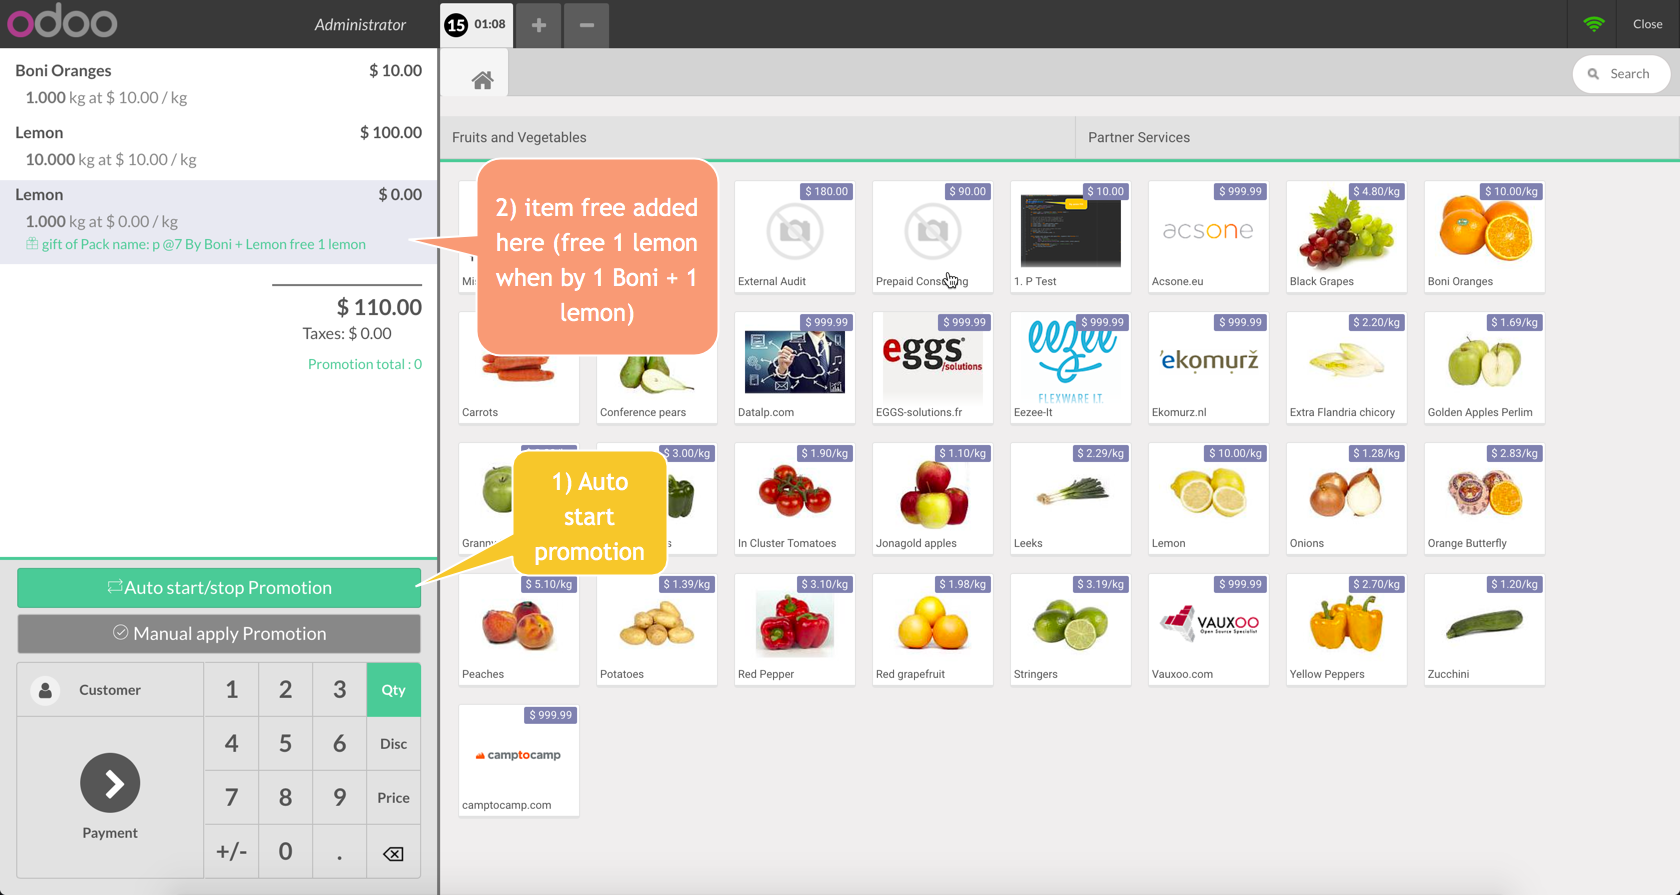 odoo
Administrator
15 01:08
+
−
Close
Boni Oranges $ 10.00
1.000 kg at $ 10.00 / kg
Lemon $ 100.00
10.000 kg at $ 10.00 / kg
Lemon $ 0.00
1.000 kg at $ 0.00 / kg
gift of Pack name: p @7 By Boni + Lemon free 1 lemon
$ 110.00
Taxes: $ 0.00
Promotion total : 0
Auto start/stop Promotion
Manual apply Promotion
Customer
1 2 3 Qty
4 5 6 Disc
7 8 9 Price
+/- 0 .
Payment
Search
Fruits and Vegetables
Partner Services
2) item free added
here (free 1 lemon
when by 1 Boni + 1
lemon)
1) Auto
start
promotion
$ 180.00
External Audit
$ 90.00
Prepaid Cons
ng
$ 10.00
1. P Test
$ 999.99
acsone
Acsone.eu
$ 4.80/kg
Black Grapes
$ 10.00/kg
Boni Oranges
Carrots
Conference pears
$ 999.99
Datalp.com
$ 999.99
eggs
/solutions
EGGS-solutions.fr
$ 999.99
eezee
FLEXWARE I.T.
Eezee-It
$ 999.99
'ekomurž
Ekomurz.nl
$ 2.20/kg
Extra Flandria chicory
$ 1.69/kg
Golden Apples Perlim
$ 3.00/kg
$ 1.90/kg
In Cluster Tomatoes
$ 1.10/kg
Jonagold apples
$ 2.29/kg
Leeks
$ 10.00/kg
Lemon
$ 1.28/kg
Onions
$ 2.83/kg
Orange Butterfly
$ 5.10/kg
Peaches
$ 1.39/kg
Potatoes
$ 3.10/kg
Red Pepper
$ 1.98/kg
Red grapefruit
$ 3.19/kg
Stringers
$ 999.99
VAUXOO
Open Source Specialist
Vauxoo.com
$ 2.70/kg
Yellow Peppers
$ 1.20/kg
Zucchini
$ 999.99
camptocamp
camptocamp.com